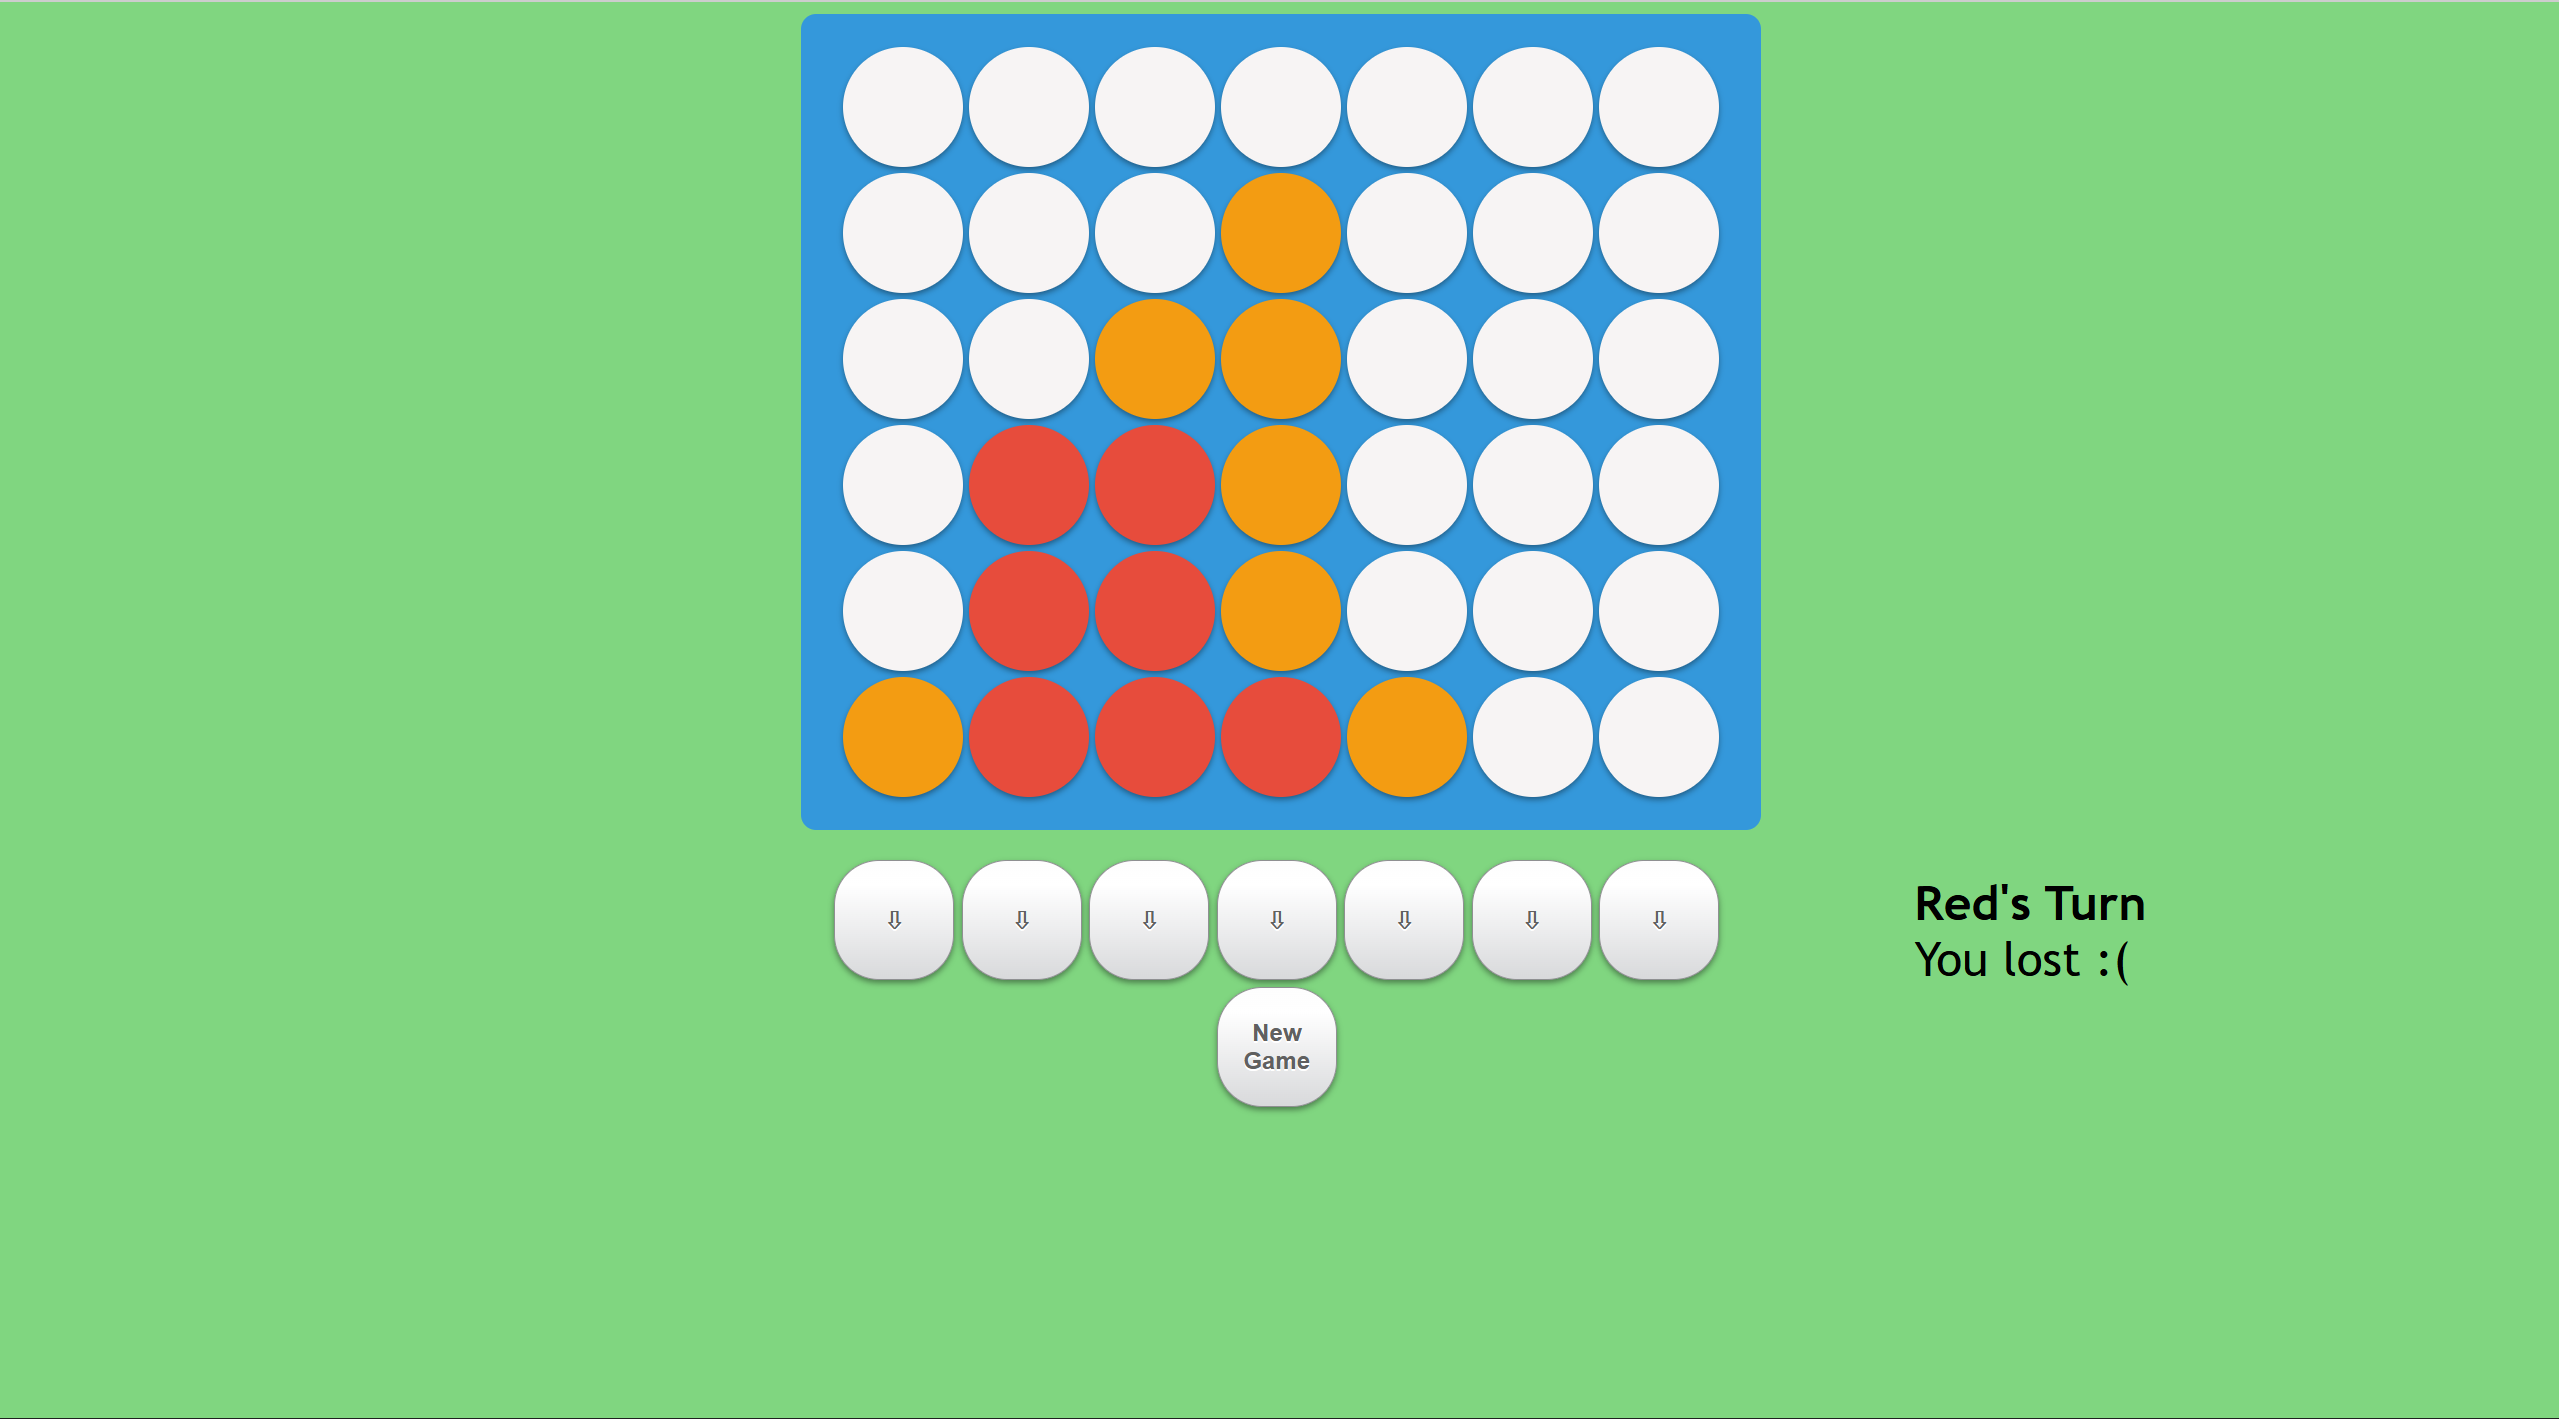 ⇩ ⇩ ⇩ ⇩ ⇩ ⇩ ⇩
Red's Turn
You lost :(
New
Game